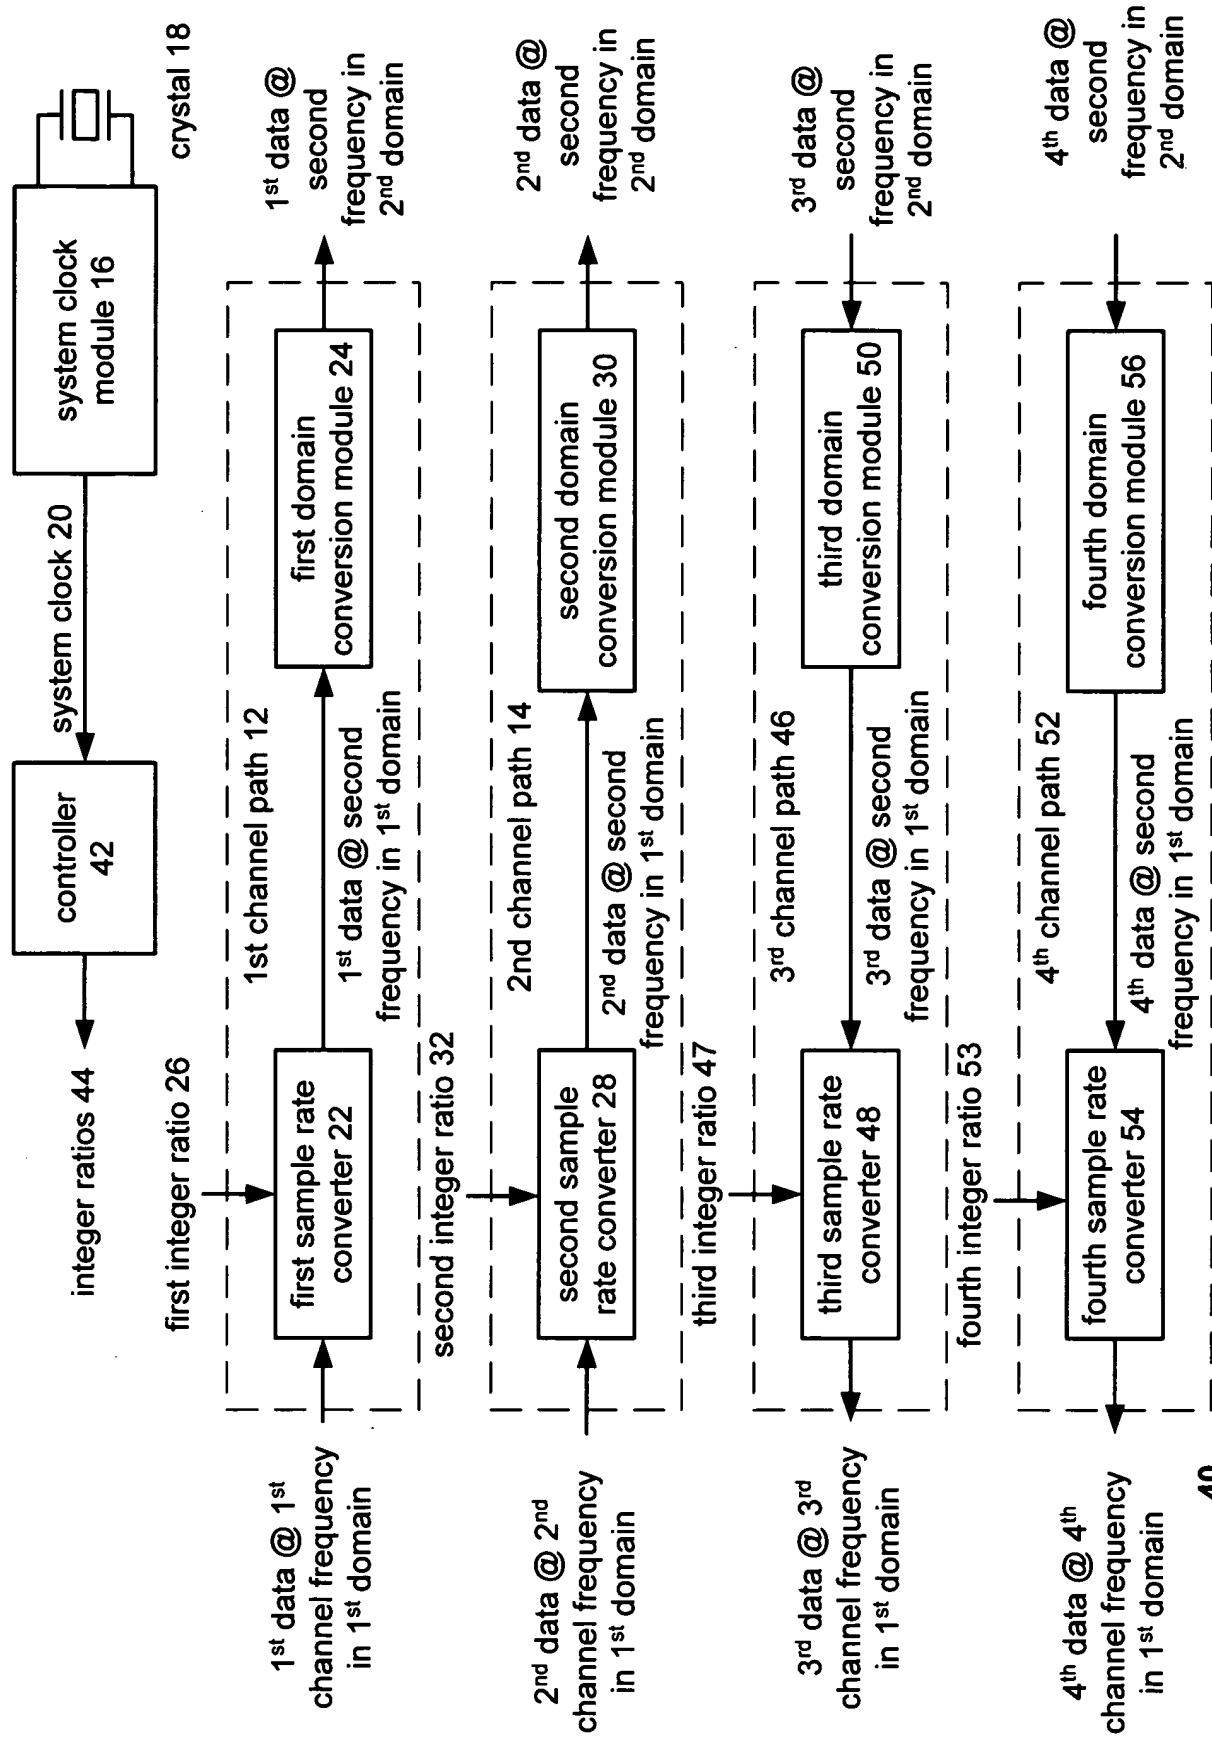 integer ratios 44
controller
42
system clock 20
system clock
module 16
crystal 18
first integer ratio 26
1st channel path 12
1st data @ 1st
channel frequency
in 1st domain
first sample rate
converter 22
1st data @ second
frequency in 1st domain
first domain
conversion module 24
1st data @
second
frequency in
2nd domain
second integer ratio 32
2nd channel path 14
2nd data @ 2nd
channel frequency
in 1st domain
second sample
rate converter 28
2nd data @ second
frequency in 1st domain
second domain
conversion module 30
2nd data @
second
frequency in
2nd domain
third integer ratio 47
3rd channel path 46
3rd data @ 3rd
channel frequency
in 1st domain
third sample rate
converter 48
3rd data @ second
frequency in 1st domain
third domain
conversion module 50
3rd data @
second
frequency in
2nd domain
fourth integer ratio 53
4th channel path 52
4th data @ 4th
channel frequency
in 1st domain
fourth sample rate
converter 54
4th data @ second
frequency in 1st domain
fourth domain
conversion module 56
4th data @
second
frequency in
2nd domain